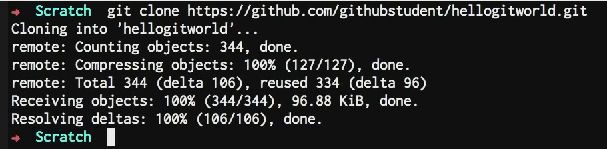 → Scratch git clone https://github.com/githubstudent/hellogitworld.git
Cloning into 'hellogitworld'...
remote: Counting objects: 344, done.
remote: Compressing objects: 100% (127/127), done.
remote: Total 344 (delta 106), reused 334 (delta 96)
Receiving objects: 100% (344/344), 96.88 KiB, done.
Resolving deltas: 100% (106/106), done.
→ Scratch